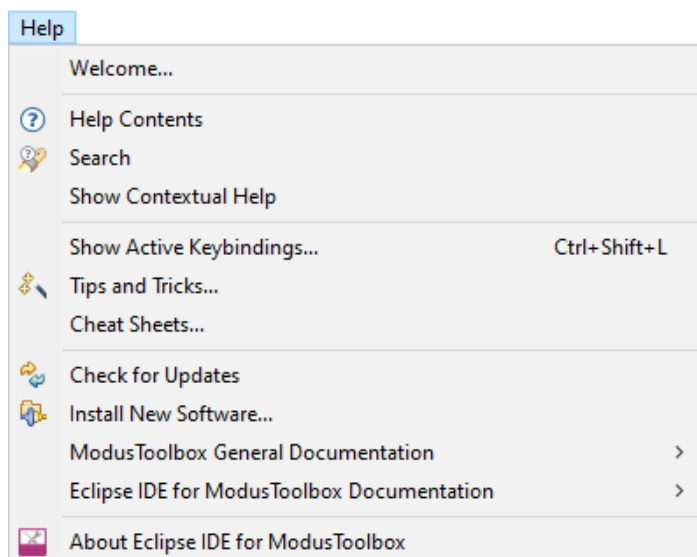 Help
Welcome...
Help Contents
Search
Show Contextual Help
Show Active Keybindings... Ctrl+Shift+L
Tips and Tricks...
Cheat Sheets...
Check for Updates
Install New Software...
ModusToolbox General Documentation
Eclipse IDE for ModusToolbox Documentation
About Eclipse IDE for ModusToolbox